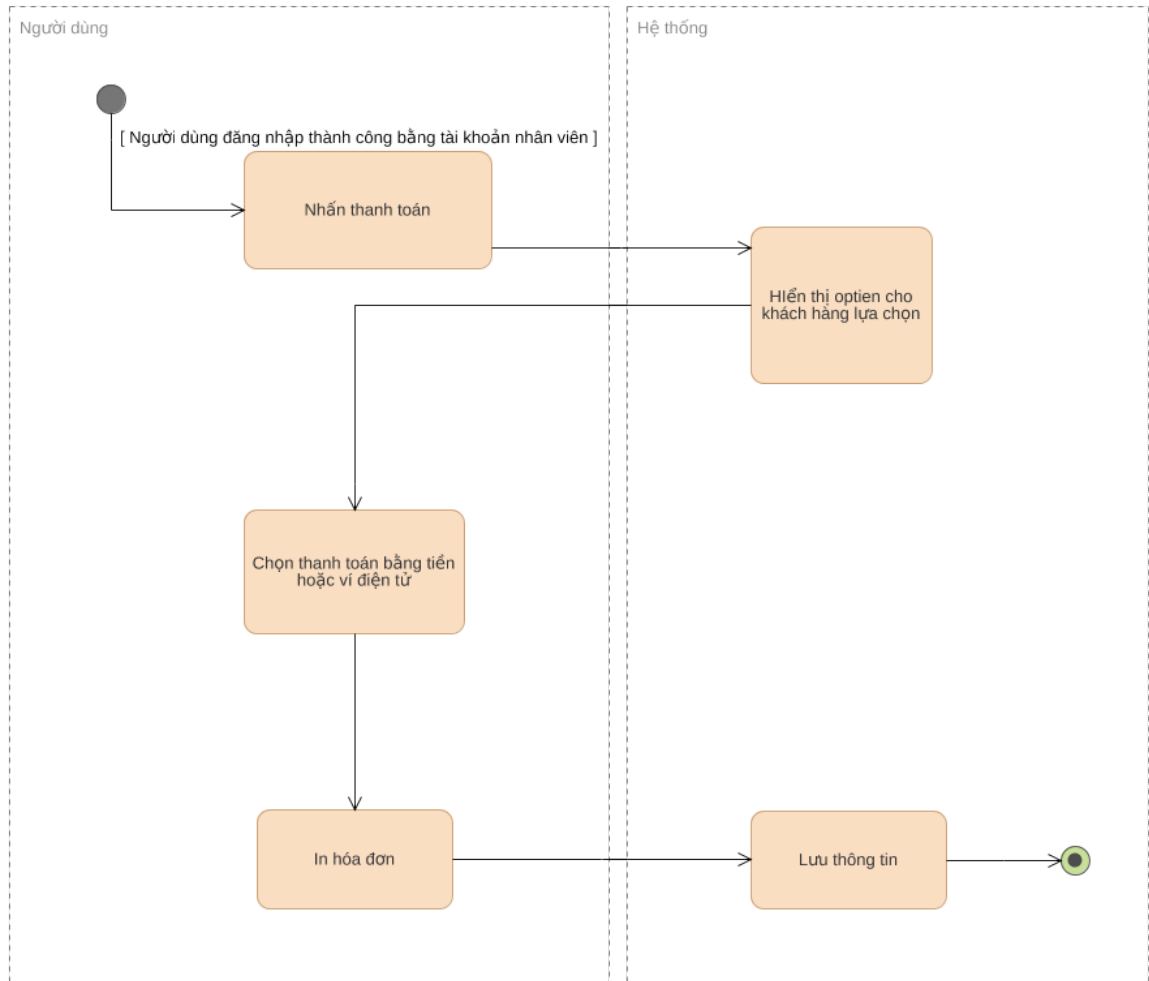 Người dùng
Hệ thống
[ Người dùng đăng nhập thành công bằng tài khoản nhân viên ]
Nhấn thanh toán
HIển thị optien cho
khách hàng lựa chọn
Chọn thanh toán bằng tiền
hoặc ví điện tử
In hóa đơn
Lưu thông tin